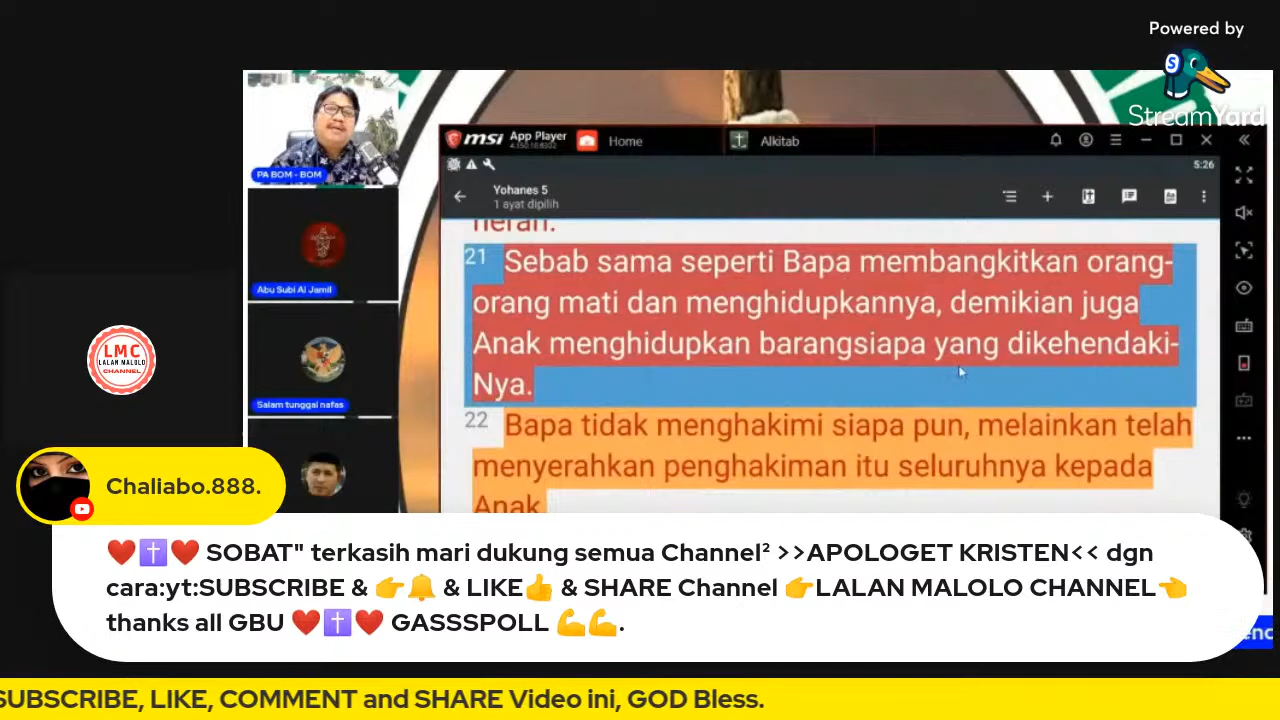 Powered by
StreamYard
PA BOM - BOM
msi App Player
Home
Alkitab
5:26
Yohanes 5
1 ayat dipilih
heran.
21 Sebab sama seperti Bapa membangkitkan orang-
orang mati dan menghidupkannya, demikian juga
Anak menghidupkan barangsiapa yang dikehendaki-
Nya.
22 Bapa tidak menghakimi siapa pun, melainkan telah
menyerahkan penghakiman itu seluruhnya kepada
Anak
Abu Subi Al Jamil
Salam tunggal nafas
LMC
LALAN MALOLO
CHANNEL
Chaliabo.888.
❤️✝️❤️ SOBAT" terkasih mari dukung semua Channel² >>APOLOGET KRISTEN<< dgn
cara:yt:SUBSCRIBE & 👉🔔 & LIKE👍 & SHARE Channel 👉LALAN MALOLO CHANNEL👈
thanks all GBU ❤️✝️❤️ GASSSPOLL 💪💪.
SUBSCRIBE, LIKE, COMMENT and SHARE Video ini, GOD Bless.